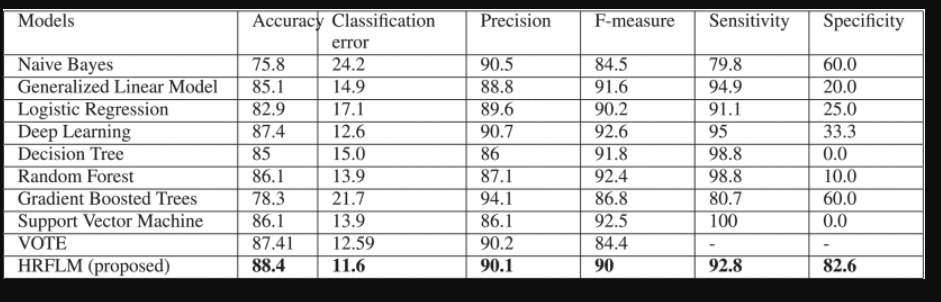 Models Accuracy Classification error Precision F-measure Sensitivity Specificity
Naive Bayes 75.8 24.2 90.5 84.5 79.8 60.0
Generalized Linear Model 85.1 14.9 88.8 91.6 94.9 20.0
Logistic Regression 82.9 17.1 89.6 90.2 91.1 25.0
Deep Learning 87.4 12.6 90.7 92.6 95 33.3
Decision Tree 85 15.0 86 91.8 98.8 0.0
Random Forest 86.1 13.9 87.1 92.4 98.8 10.0
Gradient Boosted Trees 78.3 21.7 94.1 86.8 80.7 60.0
Support Vector Machine 86.1 13.9 86.1 92.5 100 0.0
VOTE 87.41 12.59 90.2 84.4 - -
HRFLM (proposed) 88.4 11.6 90.1 90 92.8 82.6